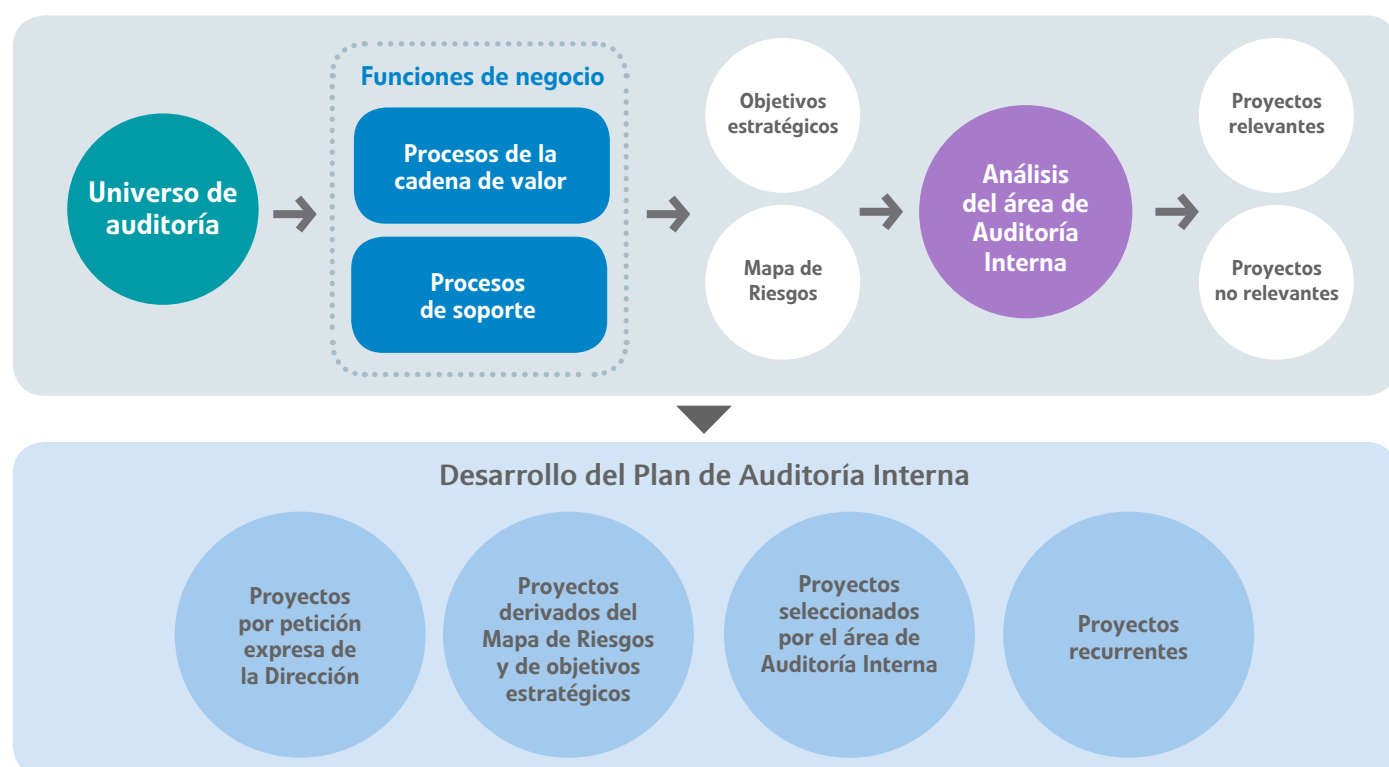 Universo de
auditoría
Funciones de negocio
Procesos de la
cadena de valor
Procesos
de soporte
Objetivos
estratégicos
Mapa de
Riesgos
Análisis
del área de
Auditoría
Interna
Proyectos
relevantes
Proyectos
no relevantes
Desarrollo del Plan de Auditoría Interna
Proyectos
por petición
expresa de
la Dirección
Proyectos
derivados del
Mapa de Riesgos
y de objetivos
estratégicos
Proyectos
seleccionados
por el área de
Auditoría Interna
Proyectos
recurrentes